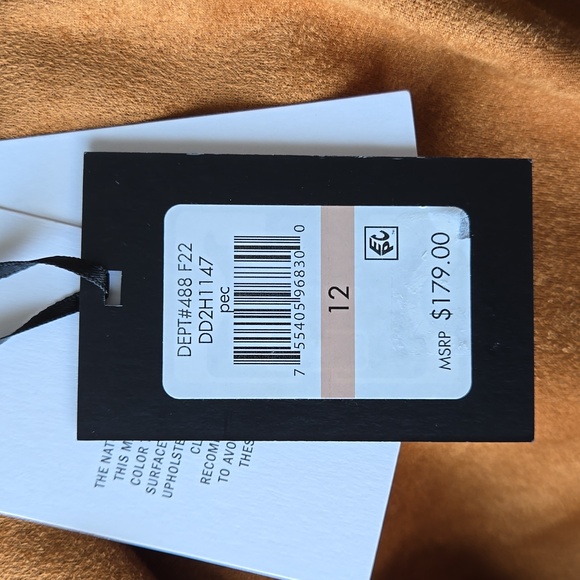 DEPT#488 F22
DD2H1147
pec
7 55405 96830 0
12
EPC
MSRP $179.00
THE NAT
THIS M
COLOR
SURFACE
UPHOLSTE
CL
RECOM
TO AVO
THES